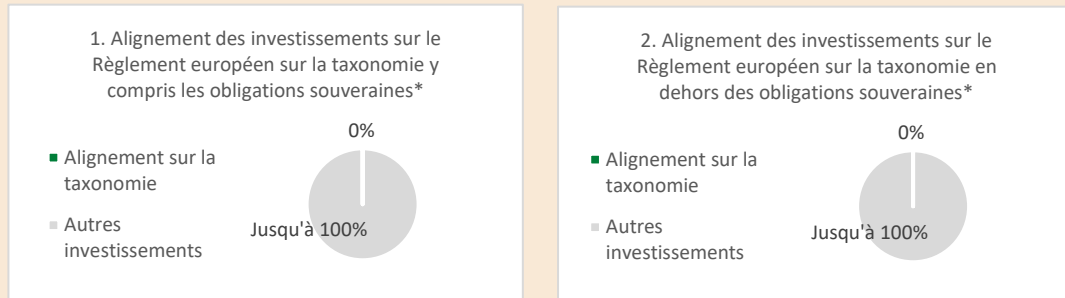 1. Alignement des investissements sur le
Règlement européen sur la taxonomie y
compris les obligations souveraines*
0%
Alignement sur la
taxonomie
Autres
investissements
Jusqu'à 100%
2. Alignement des investissements sur le
Règlement européen sur la taxonomie en
dehors des obligations souveraines*
0%
Alignement sur la
taxonomie
Autres
investissements
Jusqu'à 100%